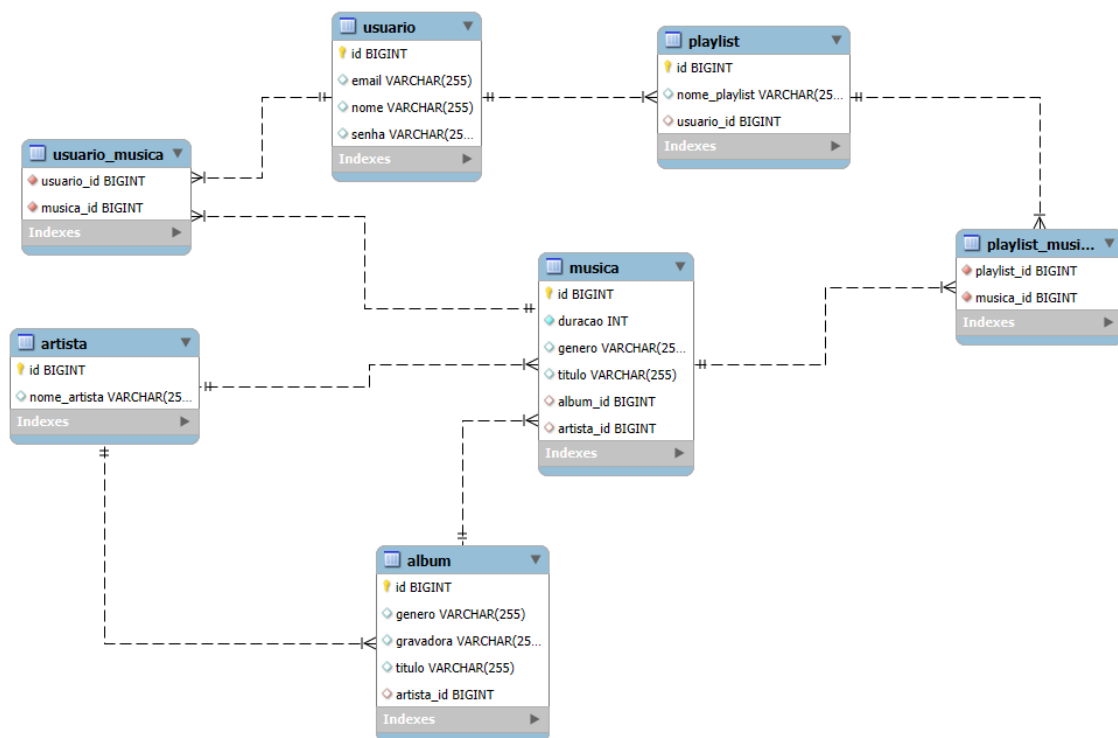 usuario
id BIGINT
email VARCHAR(255)
nome VARCHAR(255)
senha VARCHAR(25...
Indexes
playlist
id BIGINT
nome_playlist VARCHAR(25...
usuario_id BIGINT
Indexes
usuario_musica
usuario_id BIGINT
musica_id BIGINT
Indexes
playlist_musi...
playlist_id BIGINT
musica_id BIGINT
Indexes
musica
id BIGINT
duracao INT
genero VARCHAR(25...
titulo VARCHAR(255)
album_id BIGINT
artista_id BIGINT
Indexes
artista
id BIGINT
nome_artista VARCHAR(25...
Indexes
album
id BIGINT
genero VARCHAR(255)
gravadora VARCHAR(25...
titulo VARCHAR(255)
artista_id BIGINT
Indexes